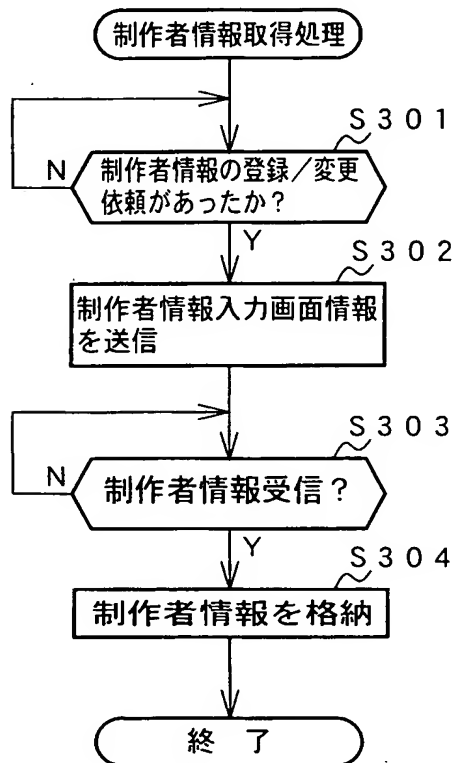 制作者情報取得処理
S301
N
制作者情報の登録／変更
依頼があったか？
Y
S302
制作者情報入力画面情報
を送信
S303
N
制作者情報受信？
Y
S304
制作者情報を格納
終 了